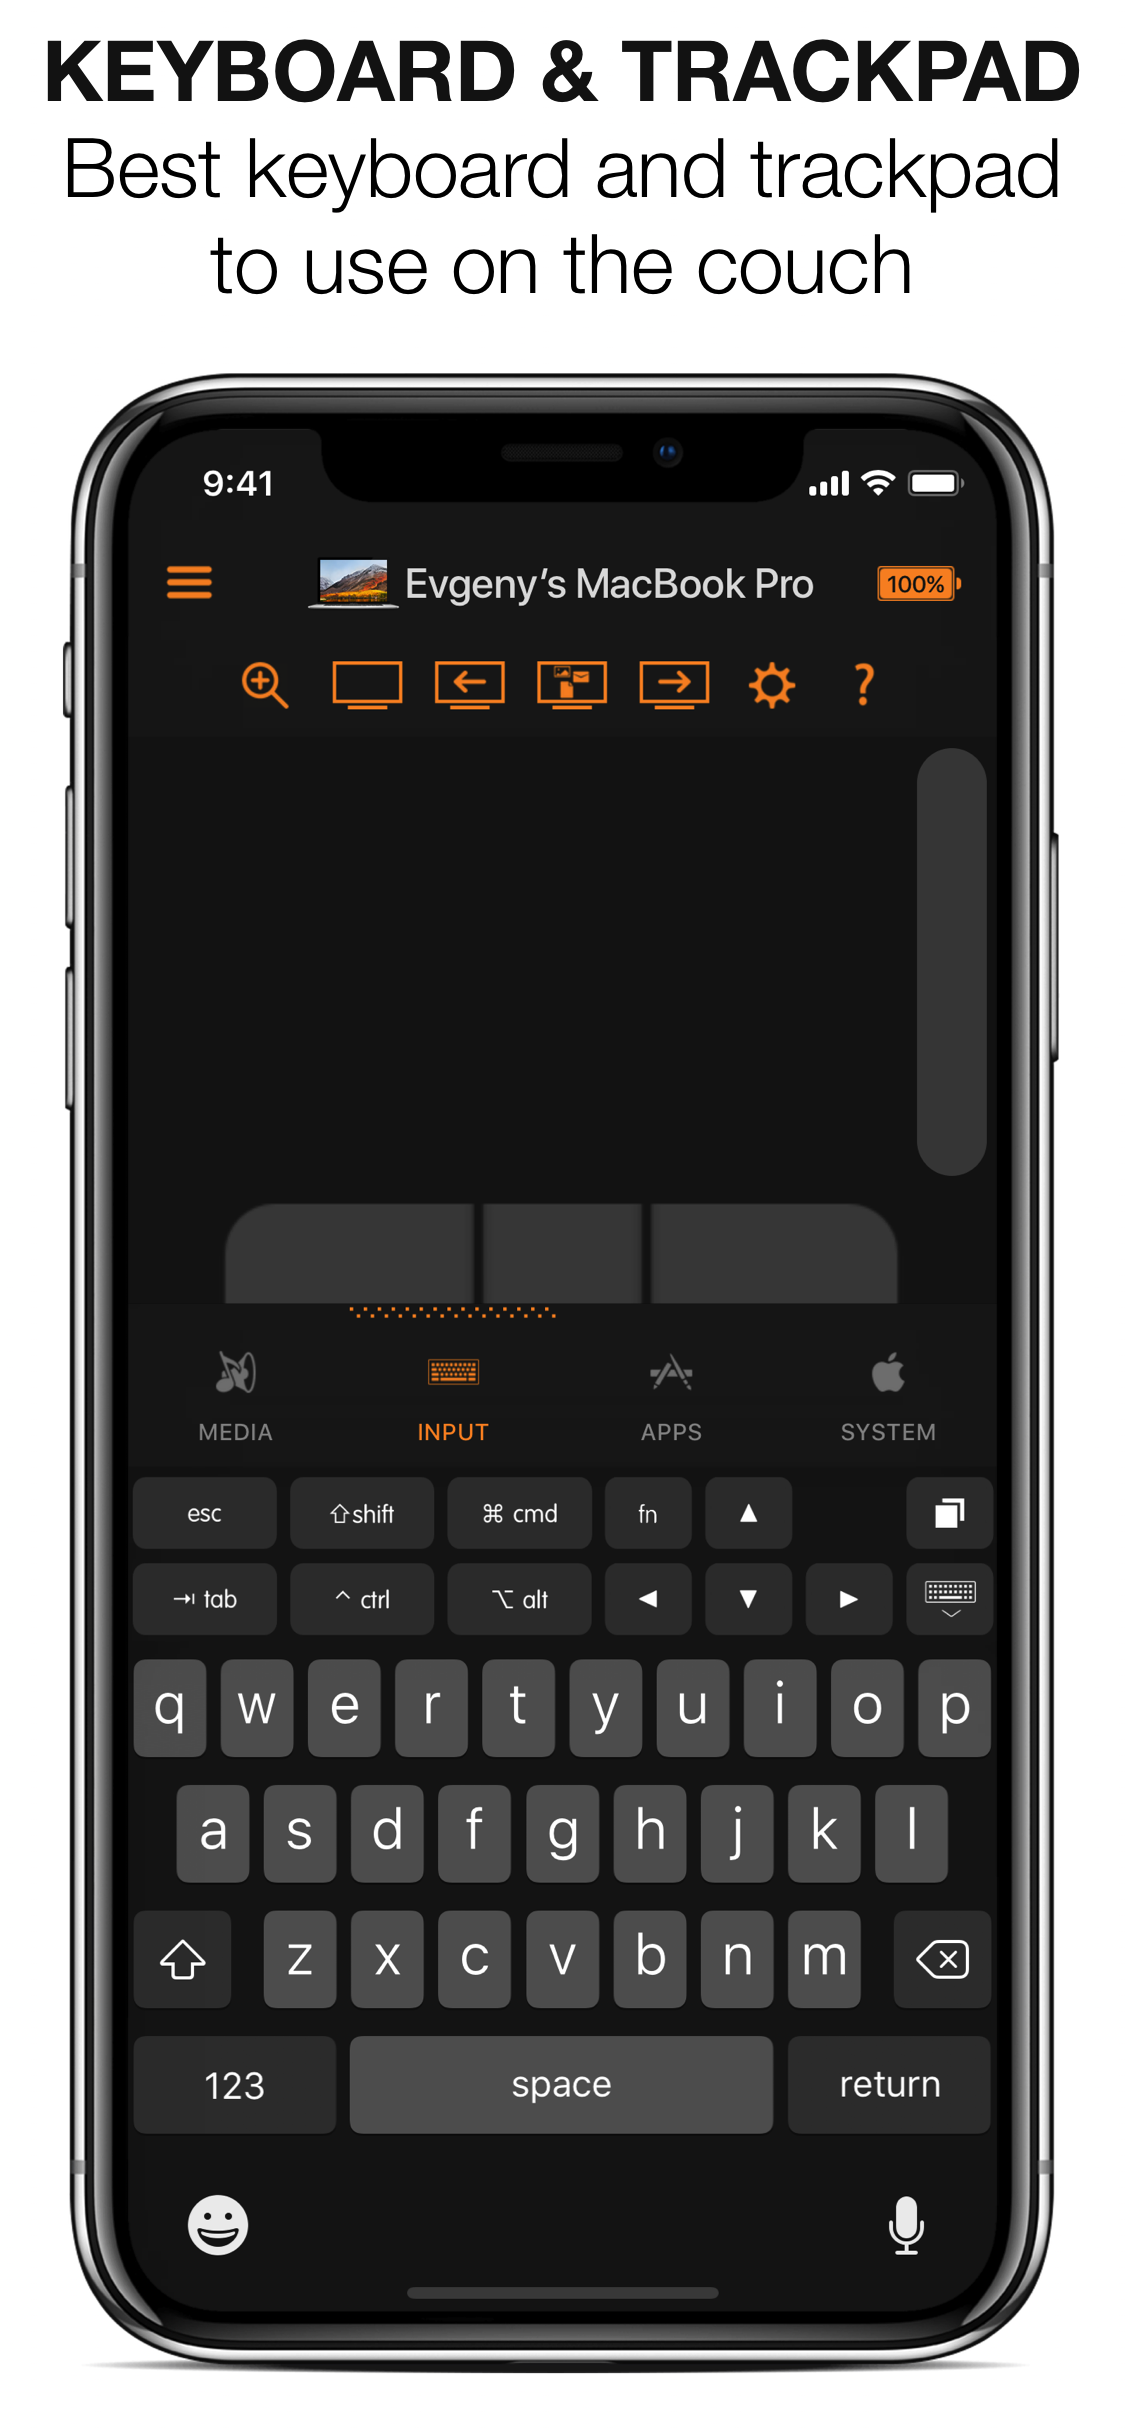 KEYBOARD & TRACKPAD
Best keyboard and trackpad
to use on the couch
9:41
Evgeny’s MacBook Pro 100%
?
MEDIA INPUT APPS SYSTEM
esc ⇧shift ⌘ cmd fn ▲
⇥ tab ^ ctrl ⌥ alt ◀ ▼ ▶
q w e r t y u i o p
a s d f g h j k l
z x c v b n m
123 space return